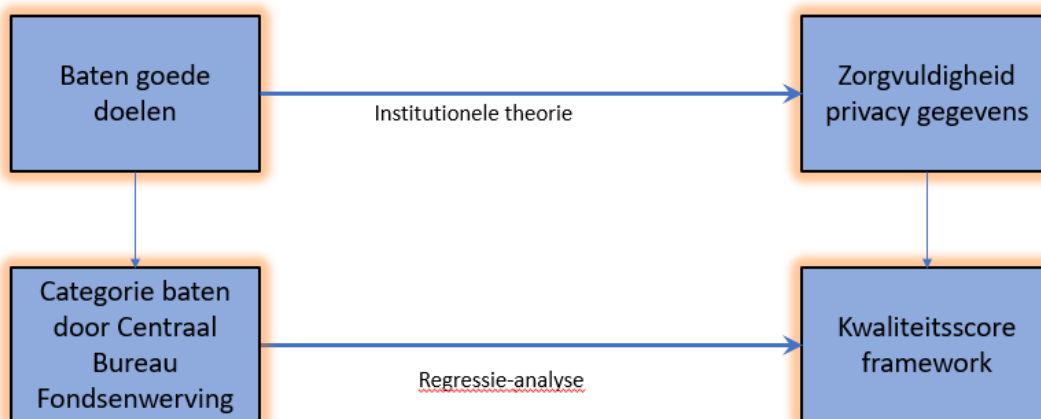 Baten goede
doelen
Institutionele theorie
Zorgvuldigheid
privacy gegevens
Categorie baten
door Centraal
Bureau
Fondsenwerving
Regressie-analyse
Kwaliteitsscore
framework